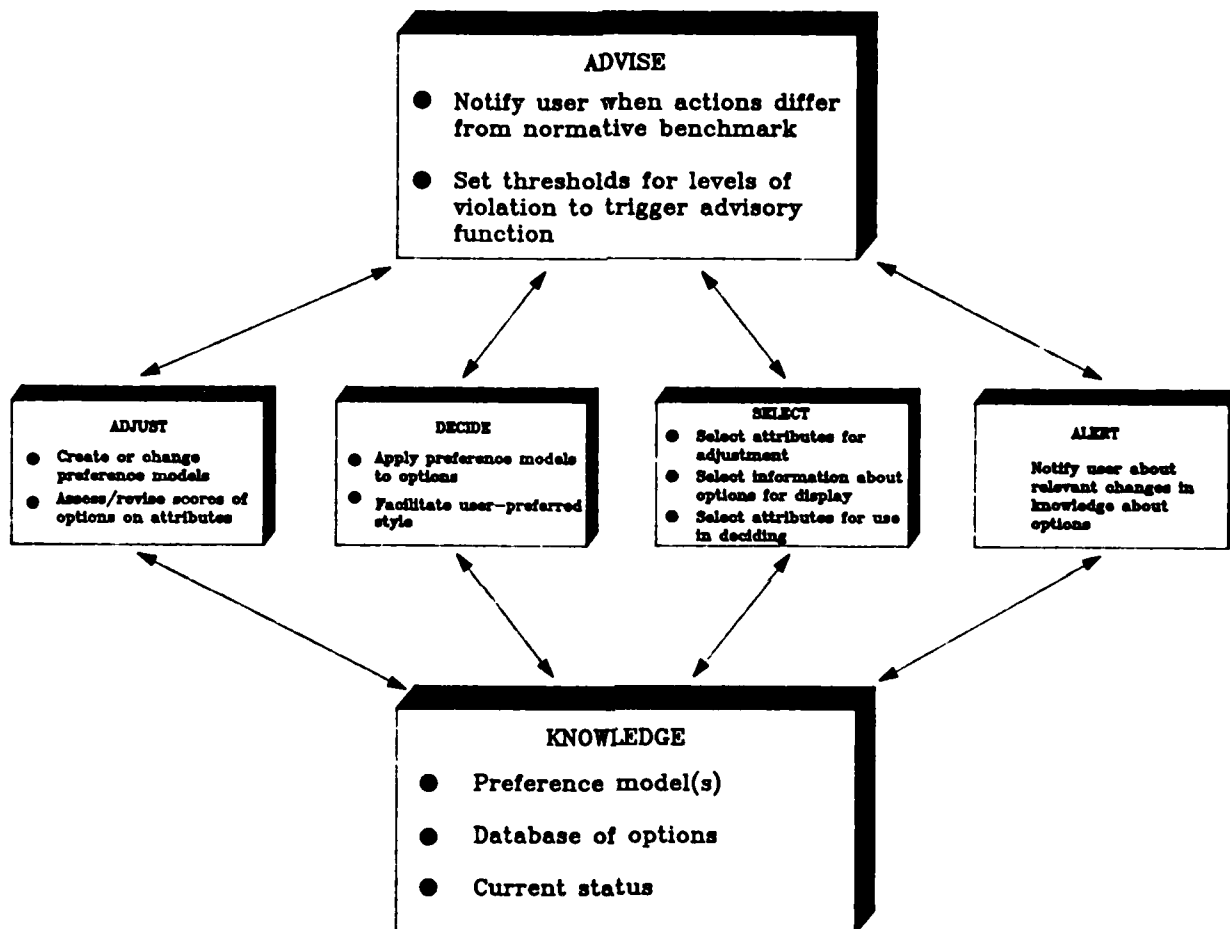 ADVISE
● Notify user when actions differ
from normative benchmark
● Set thresholds for levels of
violation to trigger advisory
function
ADJUST
● Create or change
preference models
● Assess/revise scores of
options on attributes
DECIDE
● Apply preference models
to options
● Facilitate user-preferred
style
SELECT
● Select attributes for
adjustment
● Select information about
options for display
● Select attributes for use
in deciding
ALERT
Notify user about
relevant changes in
knowledge about
options
KNOWLEDGE
● Preference model(s)
● Database of options
● Current status